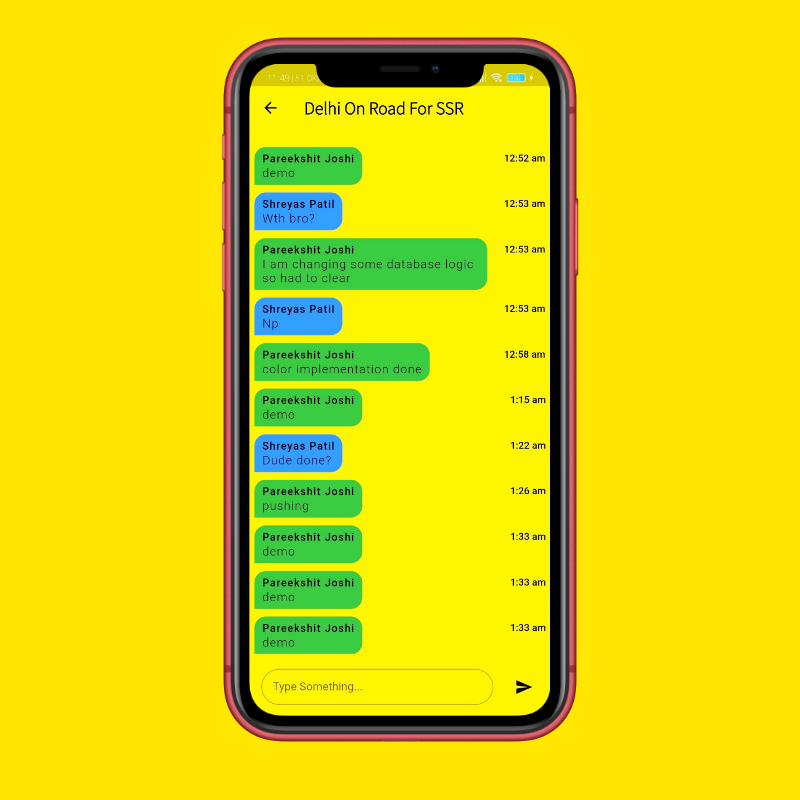 11:49
Delhi On Road For SSR
Pareekshit Joshi 12:52 am
demo
Shreyas Patil 12:53 am
Wth bro?
Pareekshit Joshi 12:53 am
I am changing some database logic
so had to clear
Shreyas Patil 12:53 am
Np
Pareekshit Joshi 12:58 am
color implementation done
Pareekshit Joshi 1:15 am
demo
Shreyas Patil 1:22 am
Dude done?
Pareekshit Joshi 1:26 am
pushing
Pareekshit Joshi 1:33 am
demo
Pareekshit Joshi 1:33 am
demo
Pareekshit Joshi 1:33 am
demo
Type Something...